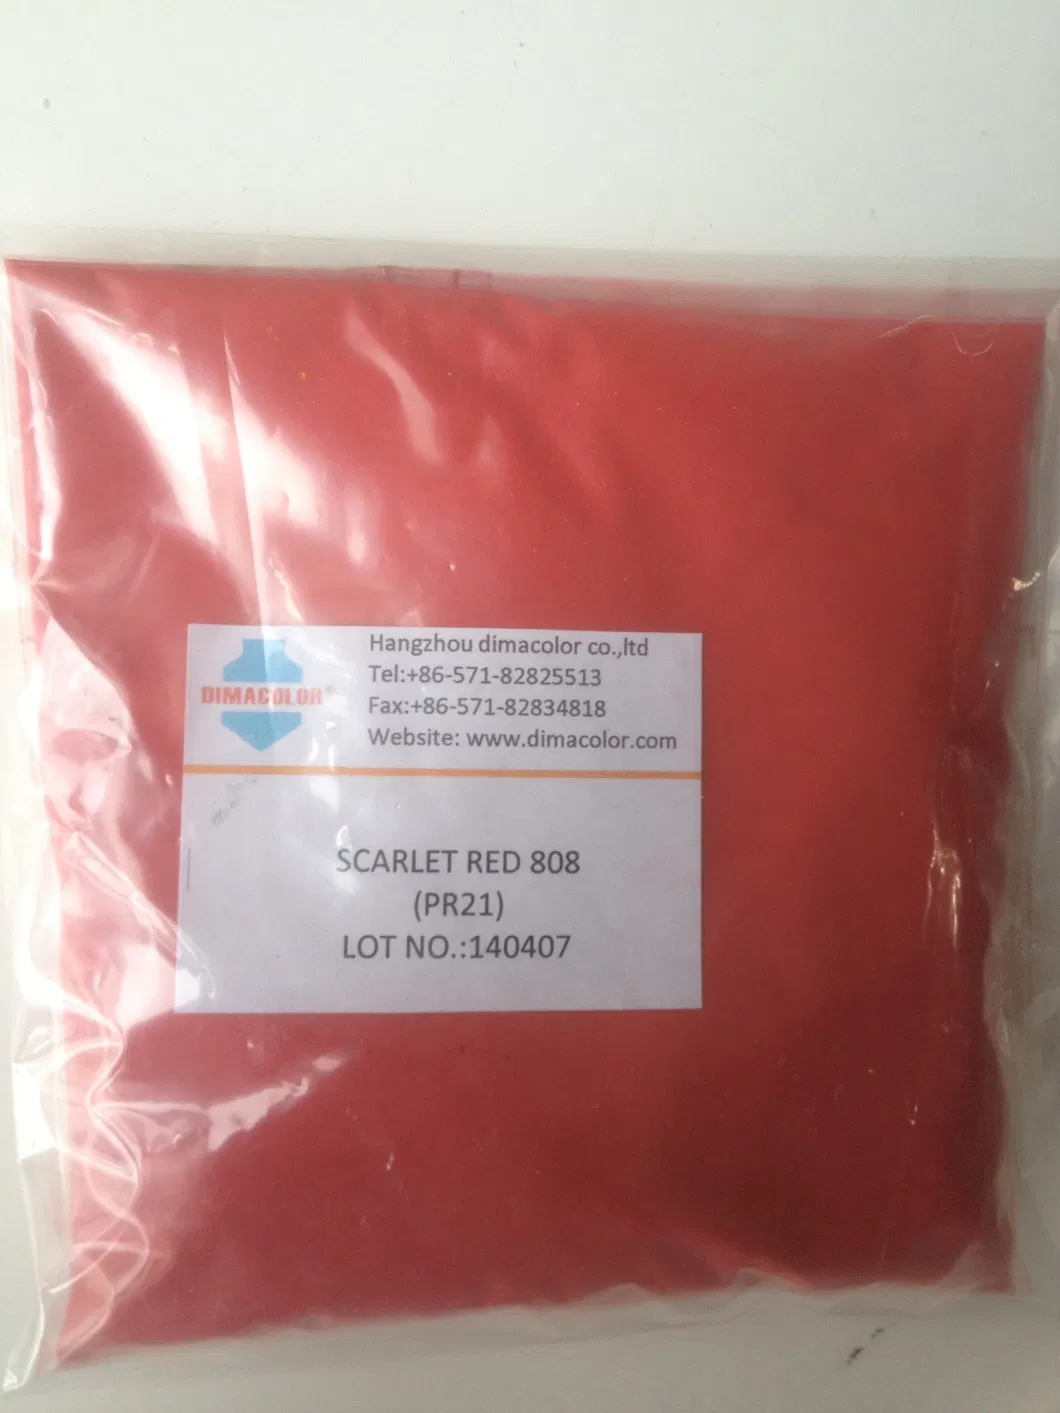 DIMACOLOR®
Hangzhou dimacolor co.,ltd
Tel:+86-571-82825513
Fax:+86-571-82834818
Website: www.dimacolor.com
SCARLET RED 808
(PR21)
LOT NO.:140407